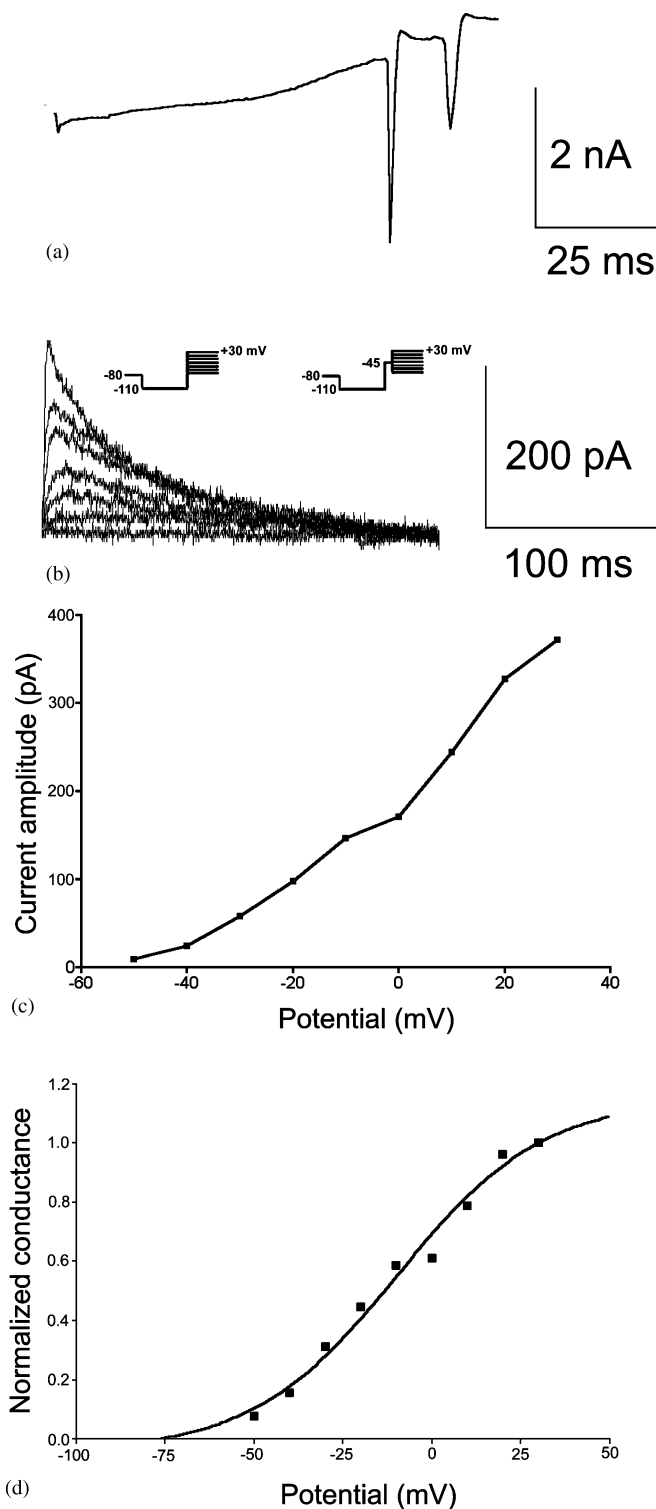 2 nA
25 ms
(a)
+30 mV
-80
-110
+30 mV
-45
-80
-110
200 pA
100 ms
(b)
400
300
200
100
0
-60
-40
-20
0
20
40
Current amplitude (pA)
Potential (mV)
(c)
1.2
1.0
0.8
0.6
0.4
0.2
0.0
-100
-75
-50
-25
0
25
50
Normalized conductance
Potential (mV)
(d)